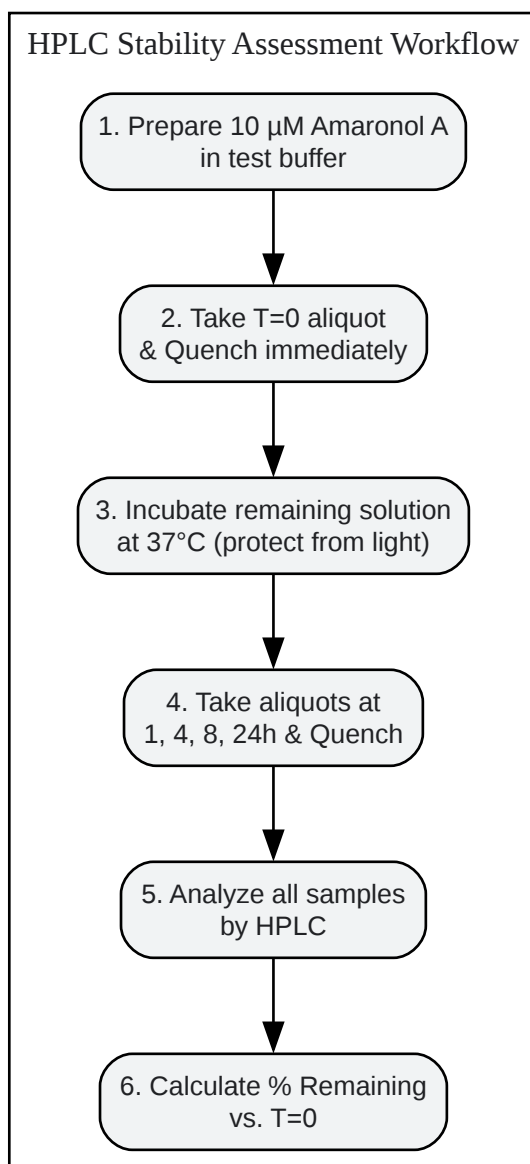 HPLC Stability Assessment Workflow
1. Prepare 10 µM Amaronol A
in test buffer
2. Take T=0 aliquot
& Quench immediately
3. Incubate remaining solution
at 37°C (protect from light)
4. Take aliquots at
1, 4, 8, 24h & Quench
5. Analyze all samples
by HPLC
6. Calculate % Remaining
vs. T=0